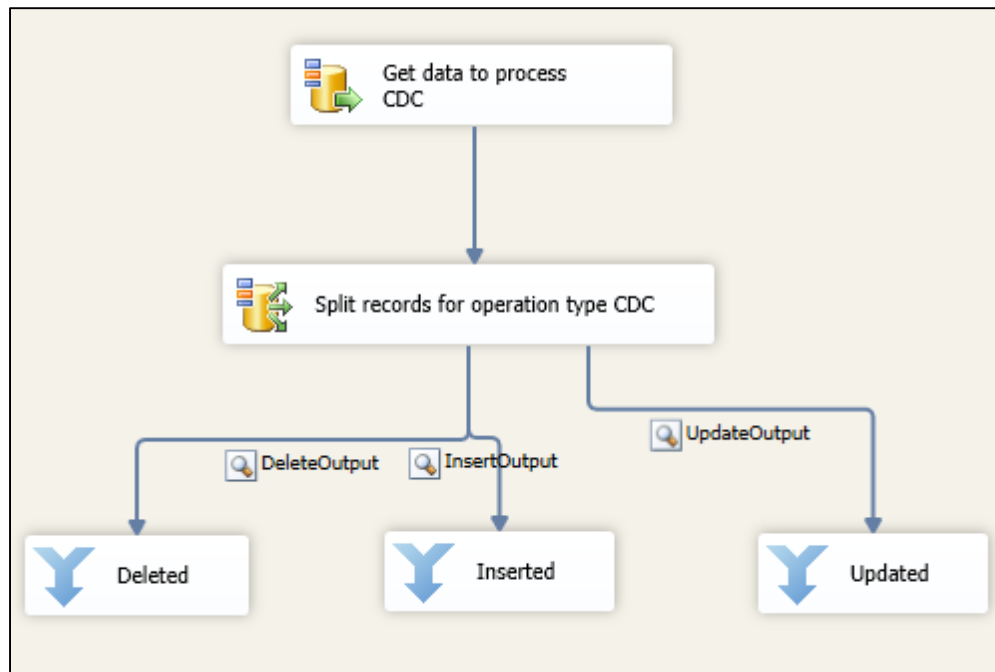 Get data to process
CDC
Split records for operation type CDC
DeleteOutput
InsertOutput
UpdateOutput
Deleted
Inserted
Updated